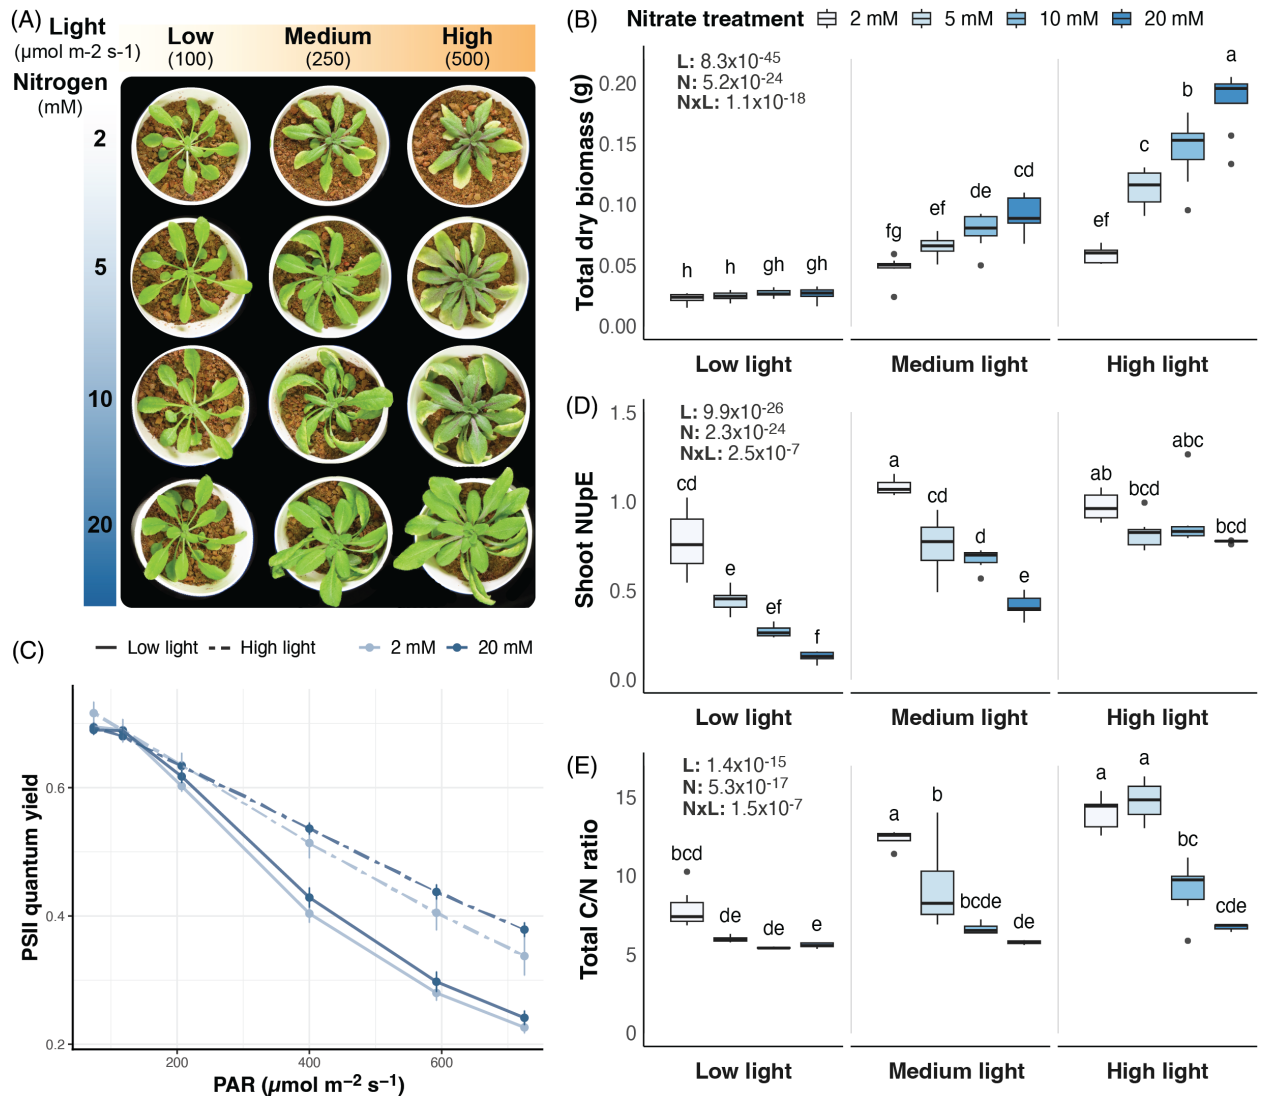 (A)
Light
(μmol m-2 s-1)
Low
(100)
Medium
(250)
High
(500)
Nitrogen
(mM)
2
5
10
20
(B)
Nitrate treatment 2 mM 5 mM 10 mM 20 mM
Total dry biomass (g)
0.20
0.15
0.10
0.05
0.00
L: 8.3x10-45
N: 5.2x10-24
NxL: 1.1x10-18
h h gh gh
fg ef de cd
ef c b a
Low light Medium light High light
(C)
Low light High light 2 mM 20 mM
PSII quantum yield
0.6
0.4
0.2
200 400 600
PAR (μmol m−2 s−1)
(D)
Shoot NUpE
1.5
1.0
0.5
0.0
L: 9.9x10-26
N: 2.3x10-24
NxL: 2.5x10-7
cd e ef f
a cd d e
ab bcd abc bcd
Low light Medium light High light
(E)
Total C/N ratio
15
10
5
0
L: 1.4x10-15
N: 5.3x10-17
NxL: 1.5x10-7
bcd de de e
a b bcde de
a a bc cde
Low light Medium light High light